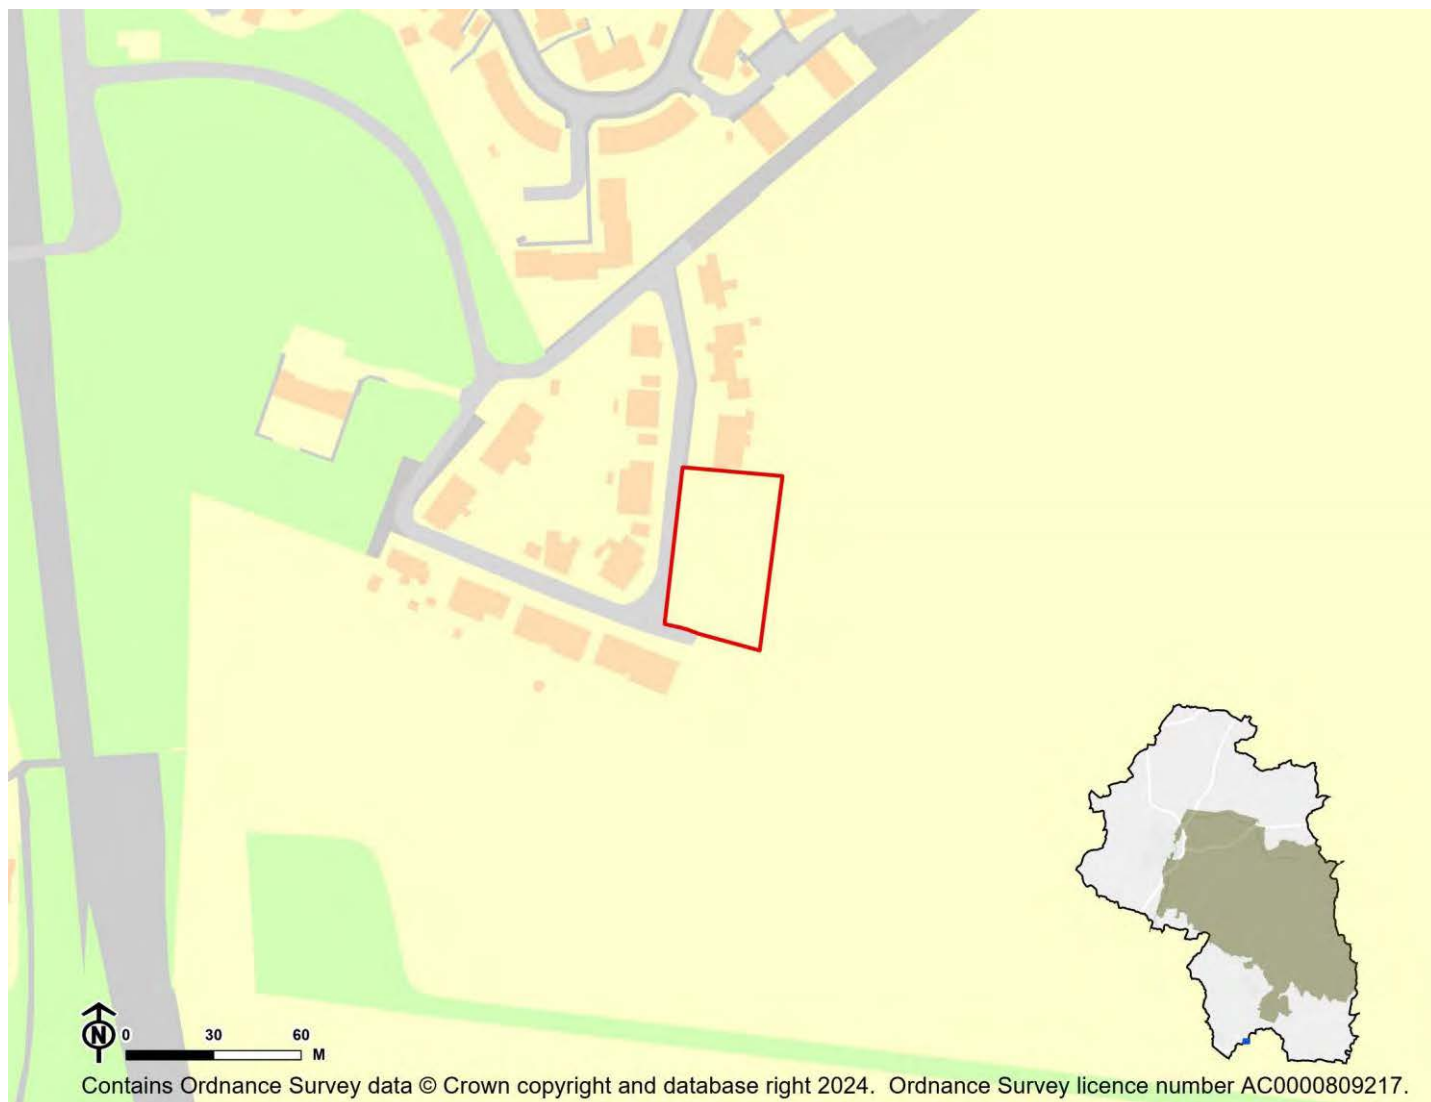 N
0 30 60
M
Contains Ordnance Survey data © Crown copyright and database right 2024. Ordnance Survey licence number AC0000809217.